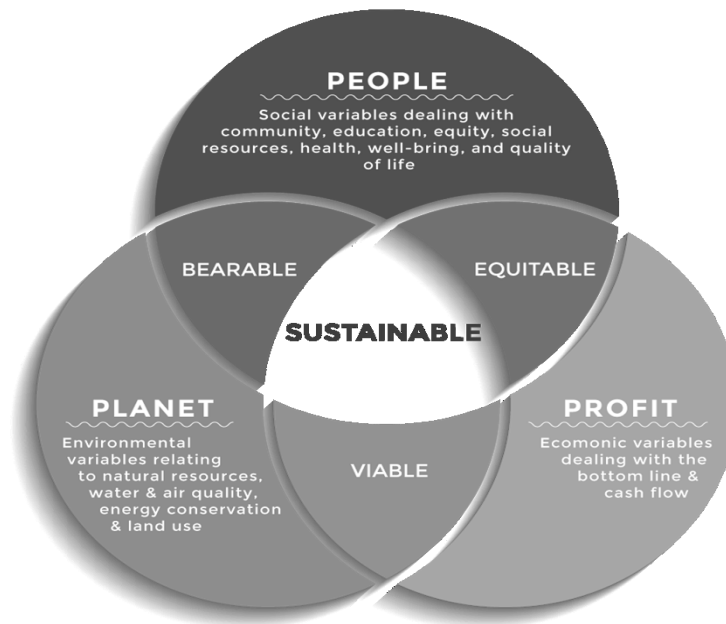 PEOPLE
Social variables dealing with
community, education, equity, social
resources, health, well-bring, and quality
of life
BEARABLE
EQUITABLE
SUSTAINABLE
PLANET
Environmental
variables relating
to natural resources,
water & air quality,
energy conservation
& land use
VIABLE
PROFIT
Ecomonic variables
dealing with the
bottom line &
cash flow